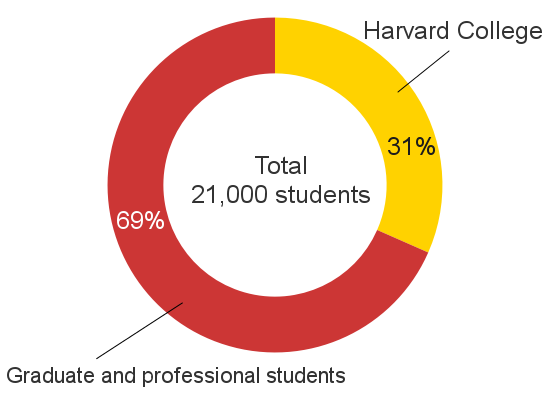 Harvard College
31%
Total
21,000 students
69%
Graduate and professional students